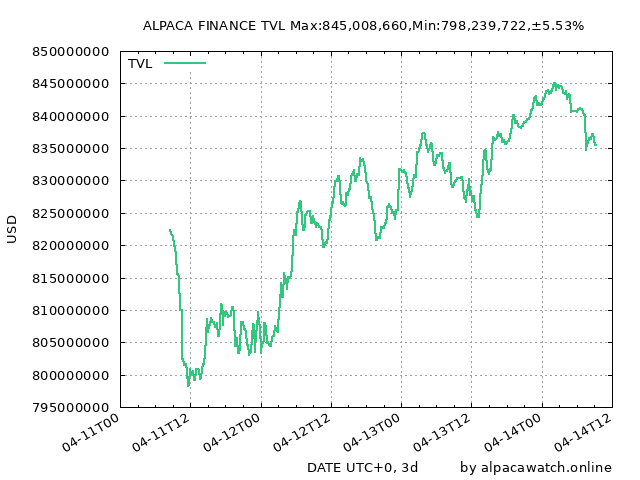 ALPACA FINANCE TVL Max:845,008,660,Min:798,239,722,±5.53%
TVL
850000000
845000000
840000000
835000000
830000000
825000000
820000000
815000000
810000000
805000000
800000000
795000000
USD
04-11T00
04-11T12
04-12T00
04-12T12
04-13T00
04-13T12
04-14T00
04-14T12
DATE UTC+0, 3d
by alpacawatch.online